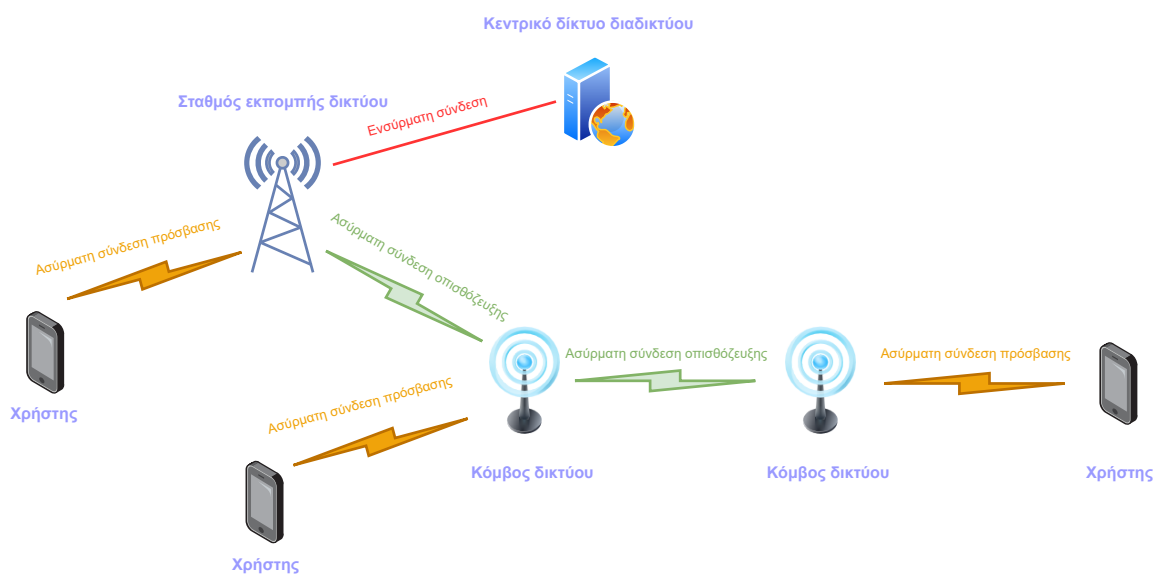 Κεντρικό δίκτυο διαδικτύου
Σταθμός εκπομπής δικτύου
Ενσύρματη σύνδεση
Ασύρματη σύνδεση πρόσβασης
Ασύρματη σύνδεση οπισθόζευξης
Χρήστης
Ασύρματη σύνδεση πρόσβασης
Ασύρματη σύνδεση οπισθόζευξης
Ασύρματη σύνδεση πρόσβασης
Κόμβος δικτύου
Κόμβος δικτύου
Χρήστης
Χρήστης